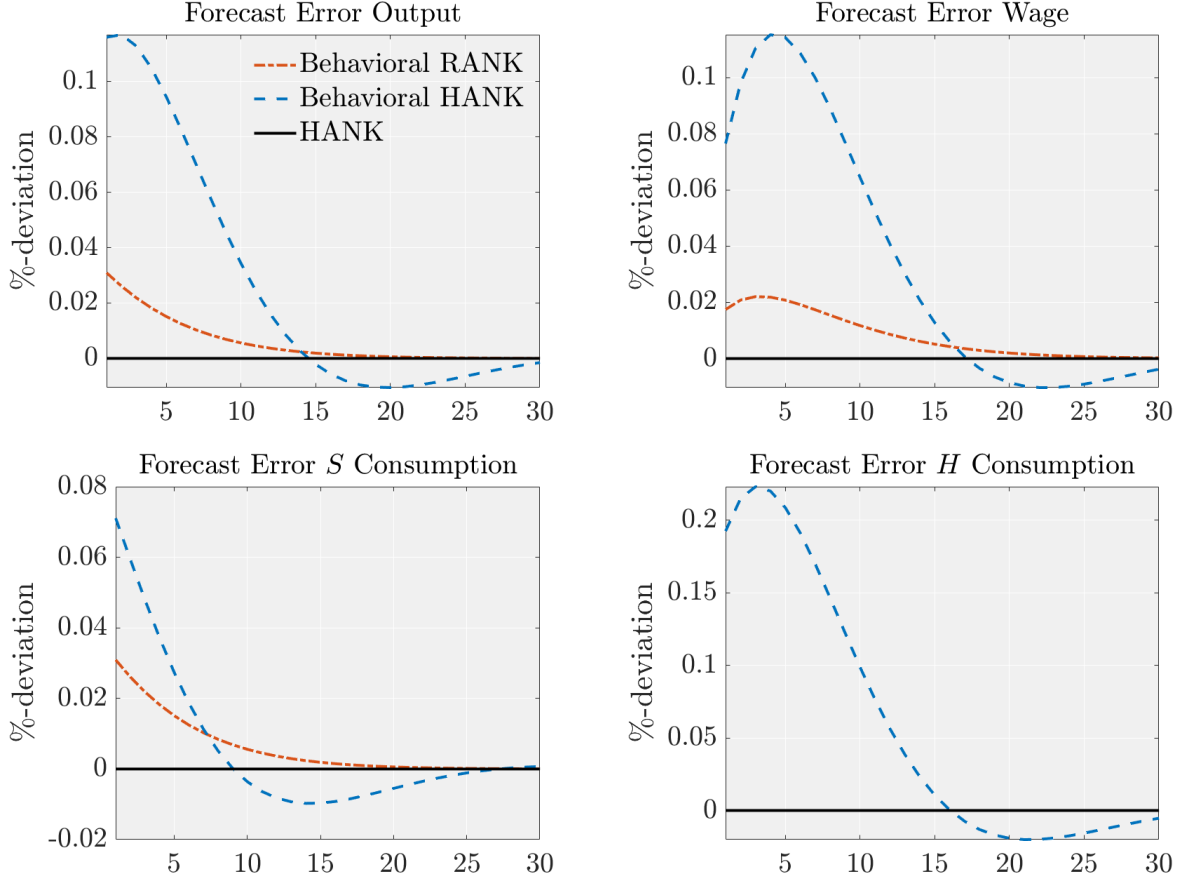 Forecast Error Output
%-deviation
0.1
0.08
0.06
0.04
0.02
0
5 10 15 20 25 30
Behavioral RANK
Behavioral HANK
HANK
Forecast Error Wage
%-deviation
0.1
0.08
0.06
0.04
0.02
0
5 10 15 20 25 30
Forecast Error S Consumption
%-deviation
0.08
0.06
0.04
0.02
0
-0.02
5 10 15 20 25 30
Forecast Error H Consumption
%-deviation
0.2
0.15
0.1
0.05
0
5 10 15 20 25 30